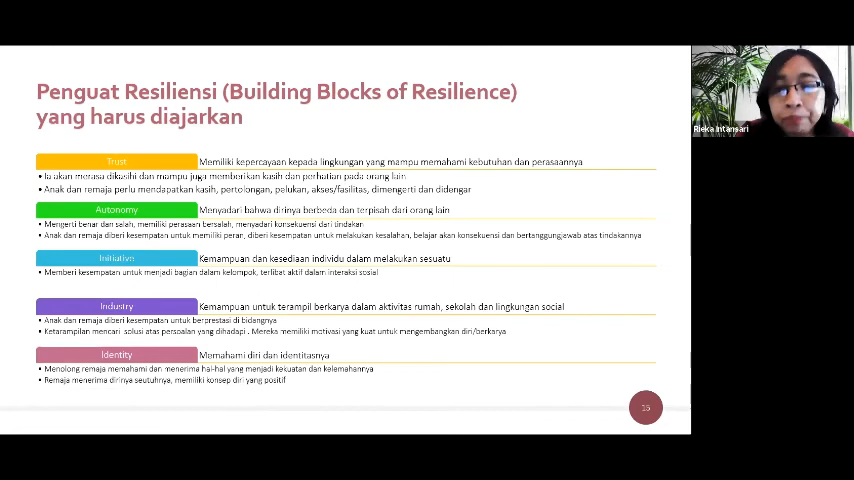 Penguat Resiliensi (Building Blocks of Resilience)
yang harus diajarkan
Trust Memiliki kepercayaan kepada lingkungan yang mampu memahami kebutuhan dan perasaannya
• Ia akan merasa dikasihi dan mampu juga memberikan kasih dan perhatian pada orang lain
• Anak dan remaja perlu mendapatkan kasih, pertolongan, pelukan, akses/fasilitas, dimengerti dan didengar
Autonomy Menyadari bahwa dirinya berbeda dan terpisah dari orang lain
• Mengerti benar dan salah, memiliki perasaan bersalah, menyadari konsekuensi dari tindakan
• Anak dan remaja diberi kesempatan untuk memiliki peran, diberi kesempatan untuk melakukan kesalahan, belajar akan konsekuensi dan bertanggungjawab atas tindakannya
Initiative Kemampuan dan kesediaan individu dalam melakukan sesuatu
• Memberi kesempatan untuk menjadi bagian dalam kelompok, terlibat aktif dalam interaksi sosial
Industry Kemampuan untuk terampil berkarya dalam aktivitas rumah, sekolah dan lingkungan social
• Anak dan remaja diberi kesempatan untuk berprestasi di bidangnya
• Ketarampilan mencari solusi atas perspalan yang dihadapi . Mereka memiliki motivasi yang kuat untuk mengembangkan diri/berkarya
Identity Memahami diri dan identitasnya
• Menolong remaja memahami dan menerima hal-hal yang menjadi kekuatan dan kelemahannya
• Remaja menerima dirinya seutuhnya, memiliki konsep diri yang positif
15
Rieka Intansari